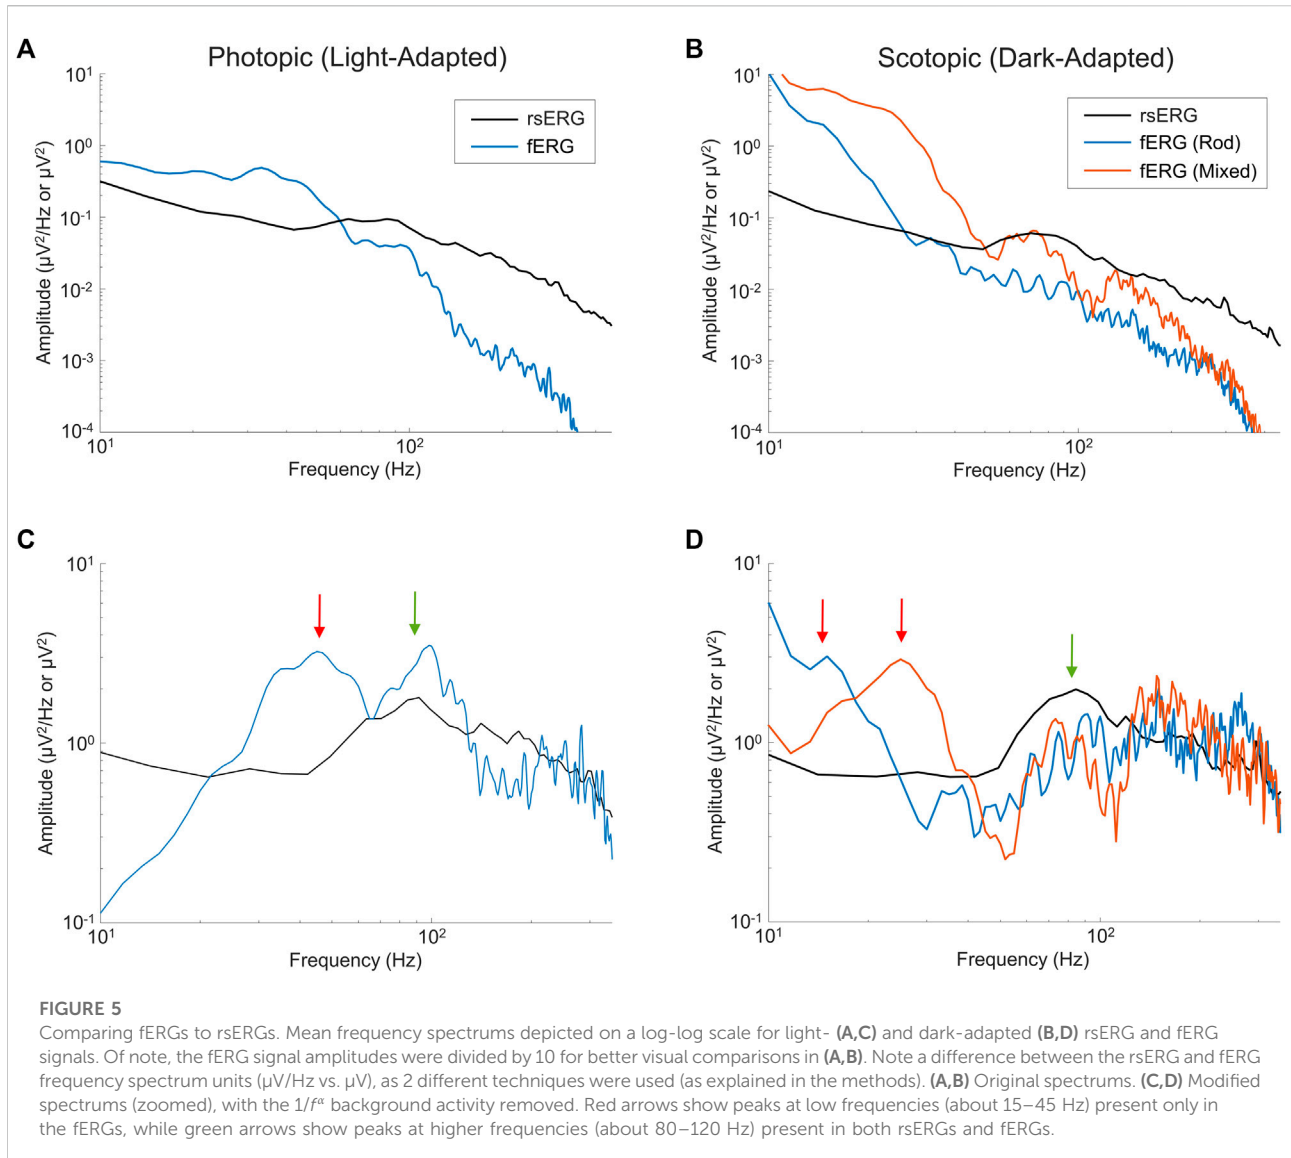 A
Photopic (Light-Adapted)
10¹
10⁰
10⁻¹
10⁻²
10⁻³
10⁻⁴
10¹
10²
Amplitude (µV²/Hz or µV²)
Frequency (Hz)
rsERG
fERG
B
Scotopic (Dark-Adapted)
10¹
10⁰
10⁻¹
10⁻²
10⁻³
10⁻⁴
10¹
10²
Amplitude (µV²/Hz or µV²)
Frequency (Hz)
rsERG
fERG (Rod)
fERG (Mixed)
C
10¹
10⁰
10⁻¹
10¹
10²
Amplitude (µV²/Hz or µV²)
Frequency (Hz)
D
10¹
10⁰
10⁻¹
10¹
10²
Amplitude (µV²/Hz or µV²)
Frequency (Hz)
FIGURE 5
Comparing fERGs to rsERGs. Mean frequency spectrums depicted on a log-log scale for light- (A,C) and dark-adapted (B,D) rsERG and fERG
signals. Of note, the fERG signal amplitudes were divided by 10 for better visual comparisons in (A,B). Note a difference between the rsERG and fERG
frequency spectrum units (µV/Hz vs. µV), as 2 different techniques were used (as explained in the methods). (A,B) Original spectrums. (C,D) Modified
spectrums (zoomed), with the 1/fᵅ background activity removed. Red arrows show peaks at low frequencies (about 15–45 Hz) present only in
the fERGs, while green arrows show peaks at higher frequencies (about 80–120 Hz) present in both rsERGs and fERGs.